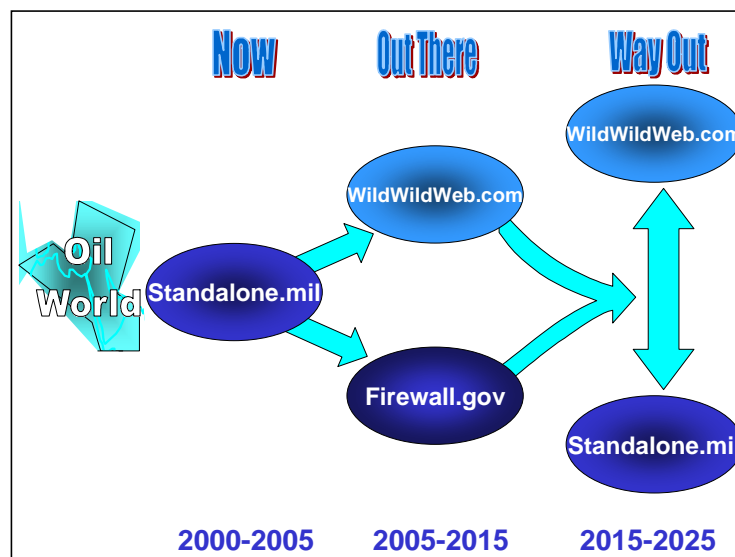 Now
Out There
Way Out
WildWildWeb.com
WildWildWeb.com
Oil
World
Standalone.mil
Firewall.gov
Standalone.mil
2000-2005
2005-2015
2015-2025